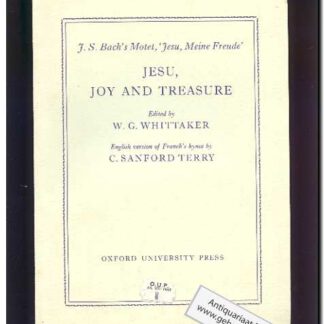 J. S. Bach's Motet, 'Jesu, Meine Freude'
JESU,
JOY AND TREASURE
Edited by
W. G. WHITTAKER
English version of Franck's hymn by
C. SANFORD TERRY
OXFORD UNIVERSITY PRESS
O.U.P
Antiquariaat
www.geb